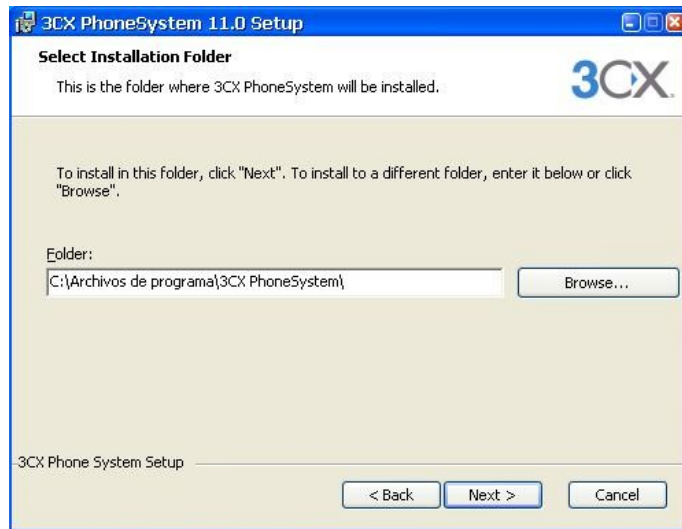 3CX PhoneSystem 11.0 Setup
Select Installation Folder
This is the folder where 3CX PhoneSystem will be installed.
3CX.
To install in this folder, click "Next". To install to a different folder, enter it below or click
"Browse".
Folder:
C:\Archivos de programa\3CX PhoneSystem\
Browse...
3CX Phone System Setup
< Back
Next >
Cancel